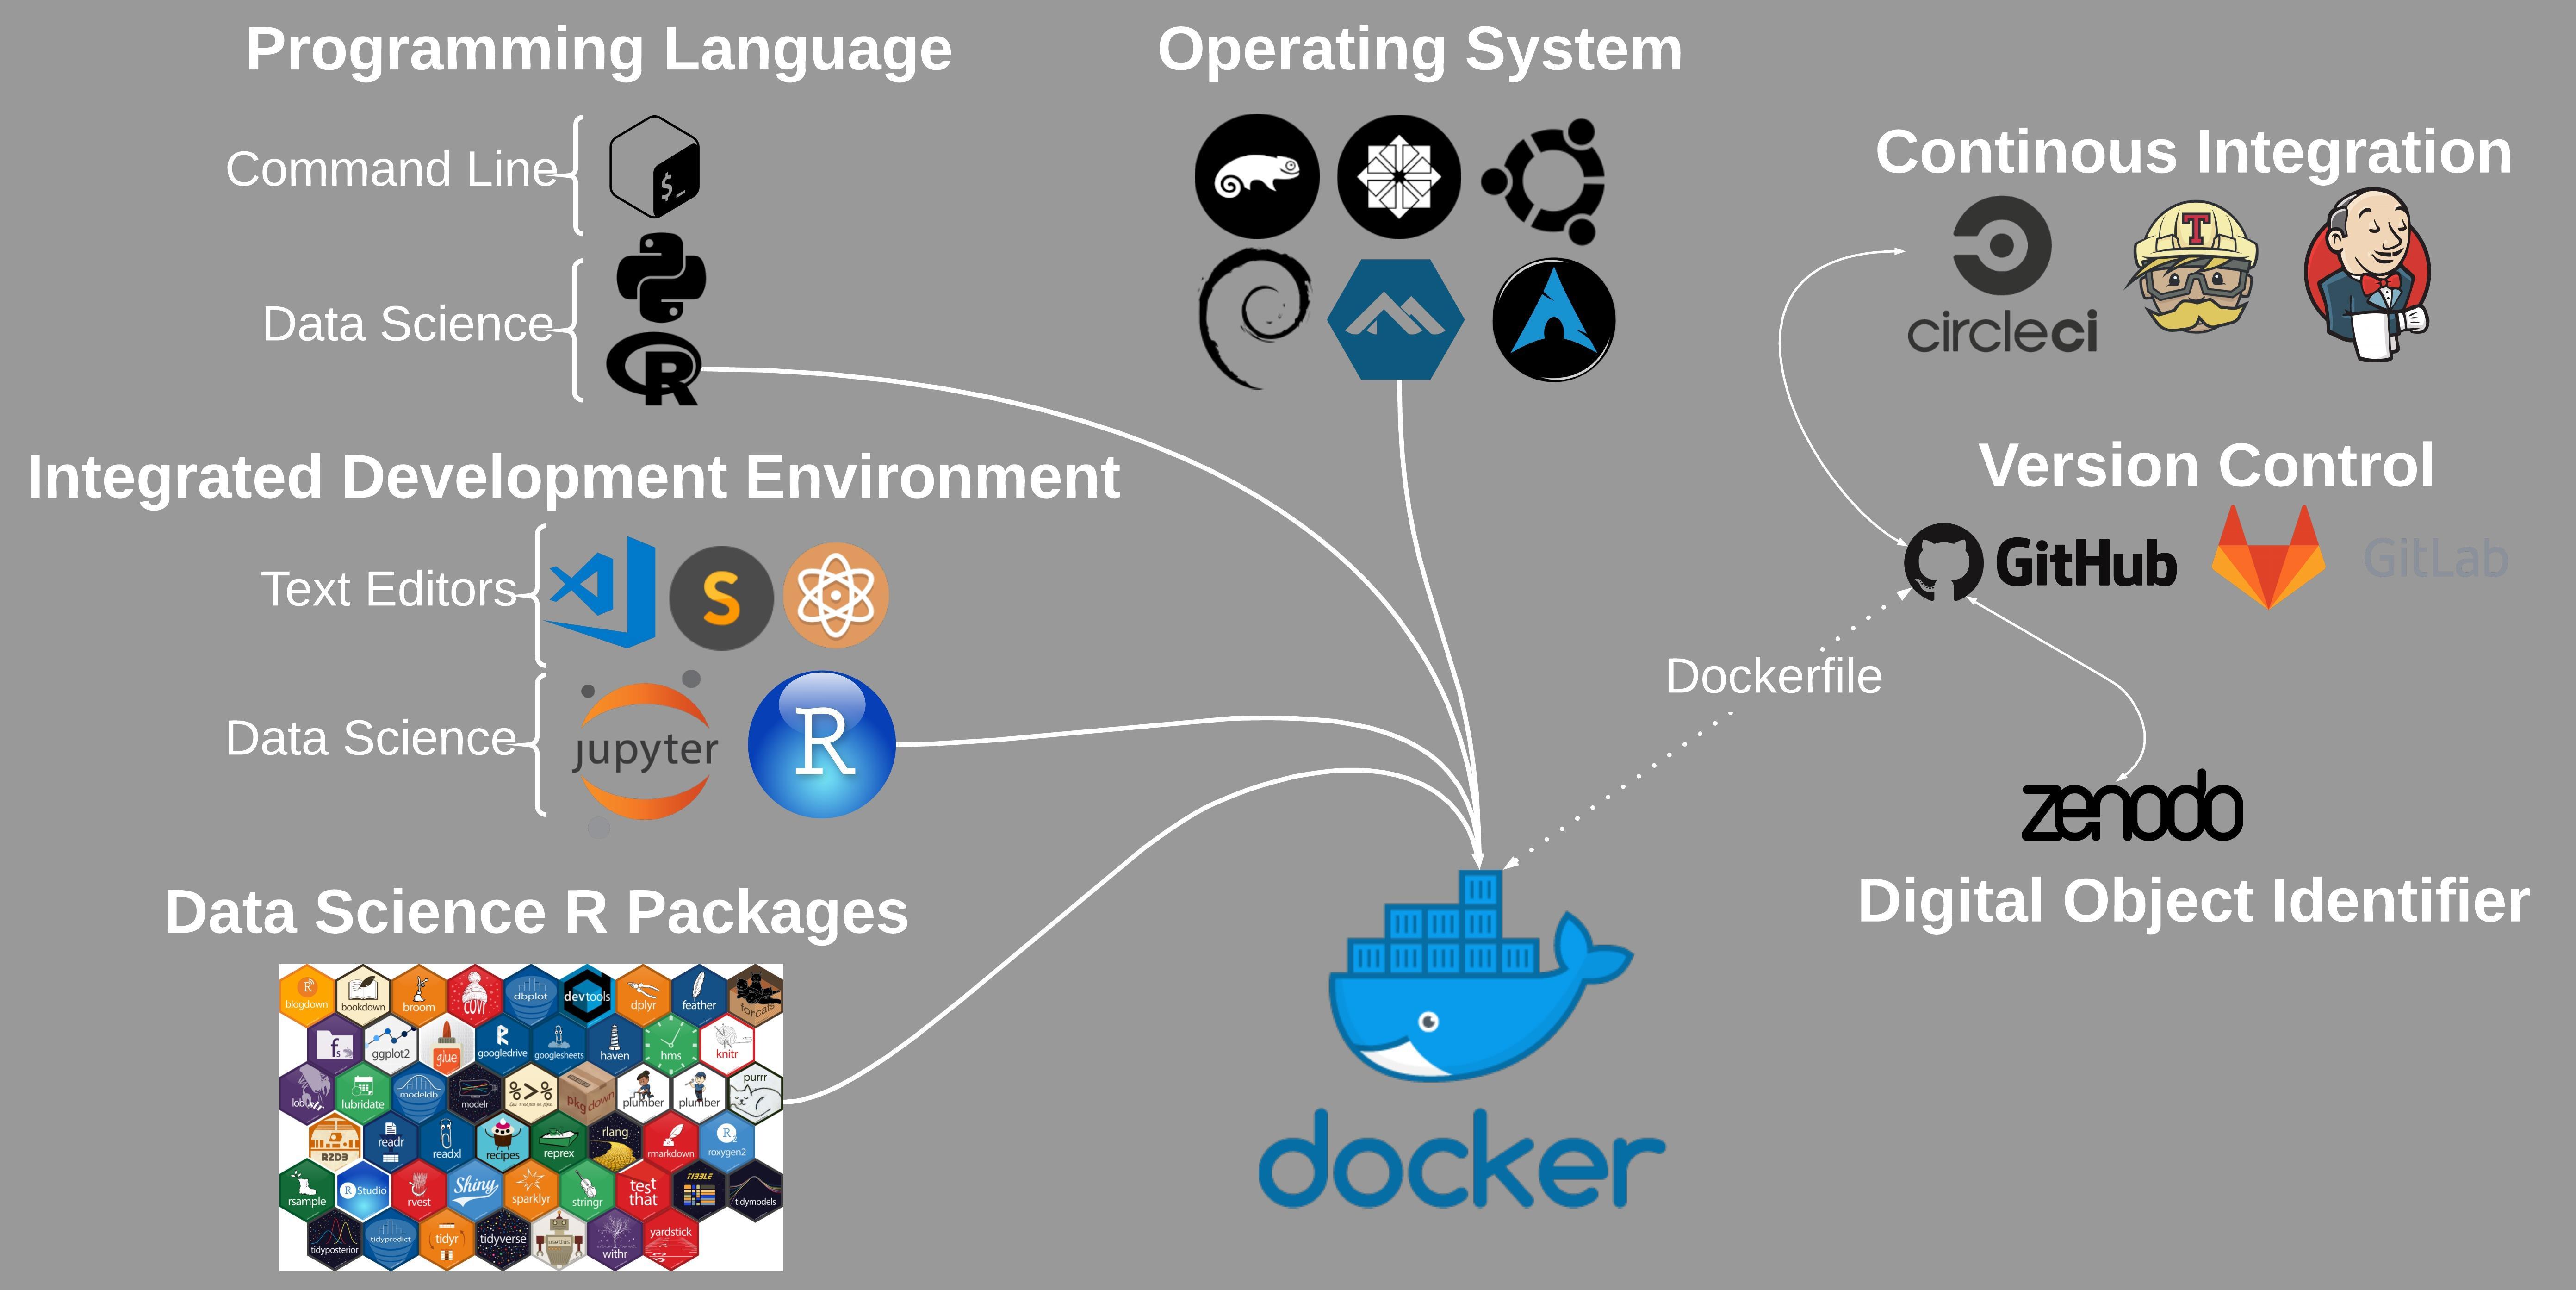 Programming Language
Operating System
Continous Integration
Command Line
$_
Data Science
R
T
circleci
Integrated Development Environment
Version Control
Text Editors
S
GitHub
GitLab
Dockerfile
Data Science
jupyter
R
zenodo
Digital Object Identifier
Data Science R Packages
R
blogdown
bookdown
broom
covr
dbplot
devtools
dplyr
feather
forcats
fs
ggplot2
glue
googledrive
googlesheets
haven
hms
knitr
lobstr
lubridate
modeldb
modelr
%>%
pkgdown
plumber
plumber
purrr
R2D3
readr
readxl
recipes
reprex
rlang
rmarkdown
roxygen2
rsample
R Studio
rvest
Shiny
sparklyr
stringr
test
that
TIBBLE
tidymodels
tidyposterior
tidypredict
tidyr
tidyverse
usethis
withr
yardstick
docker